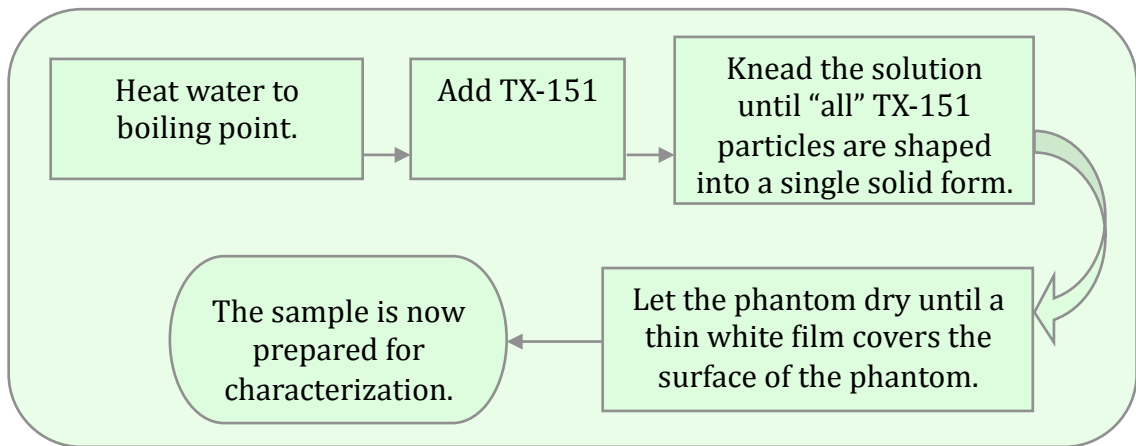 Heat water to
boiling point.
Add TX-151
Knead the solution
until “all” TX-151
particles are shaped
into a single solid form.
Let the phantom dry until a
thin white film covers the
surface of the phantom.
The sample is now
prepared for
characterization.